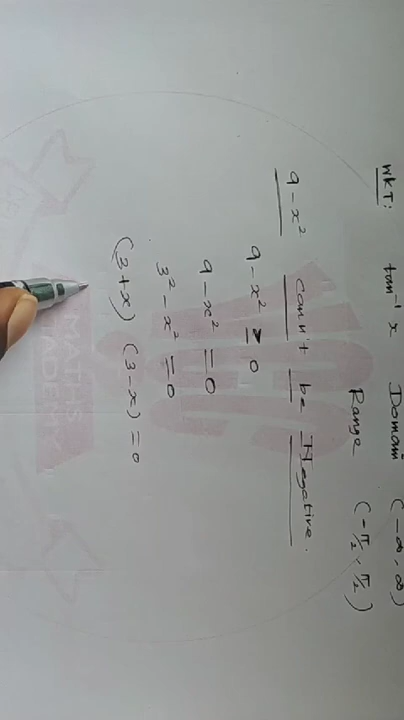 WKT: tan⁻¹ x Domain (-∞, ∞)
Range (-π/2, π/2)
9 - x² can't be Negative.
9 - x² ≥ 0
9 - x² = 0
3² - x² = 0
(3+x) (3-x) = 0
MATHS